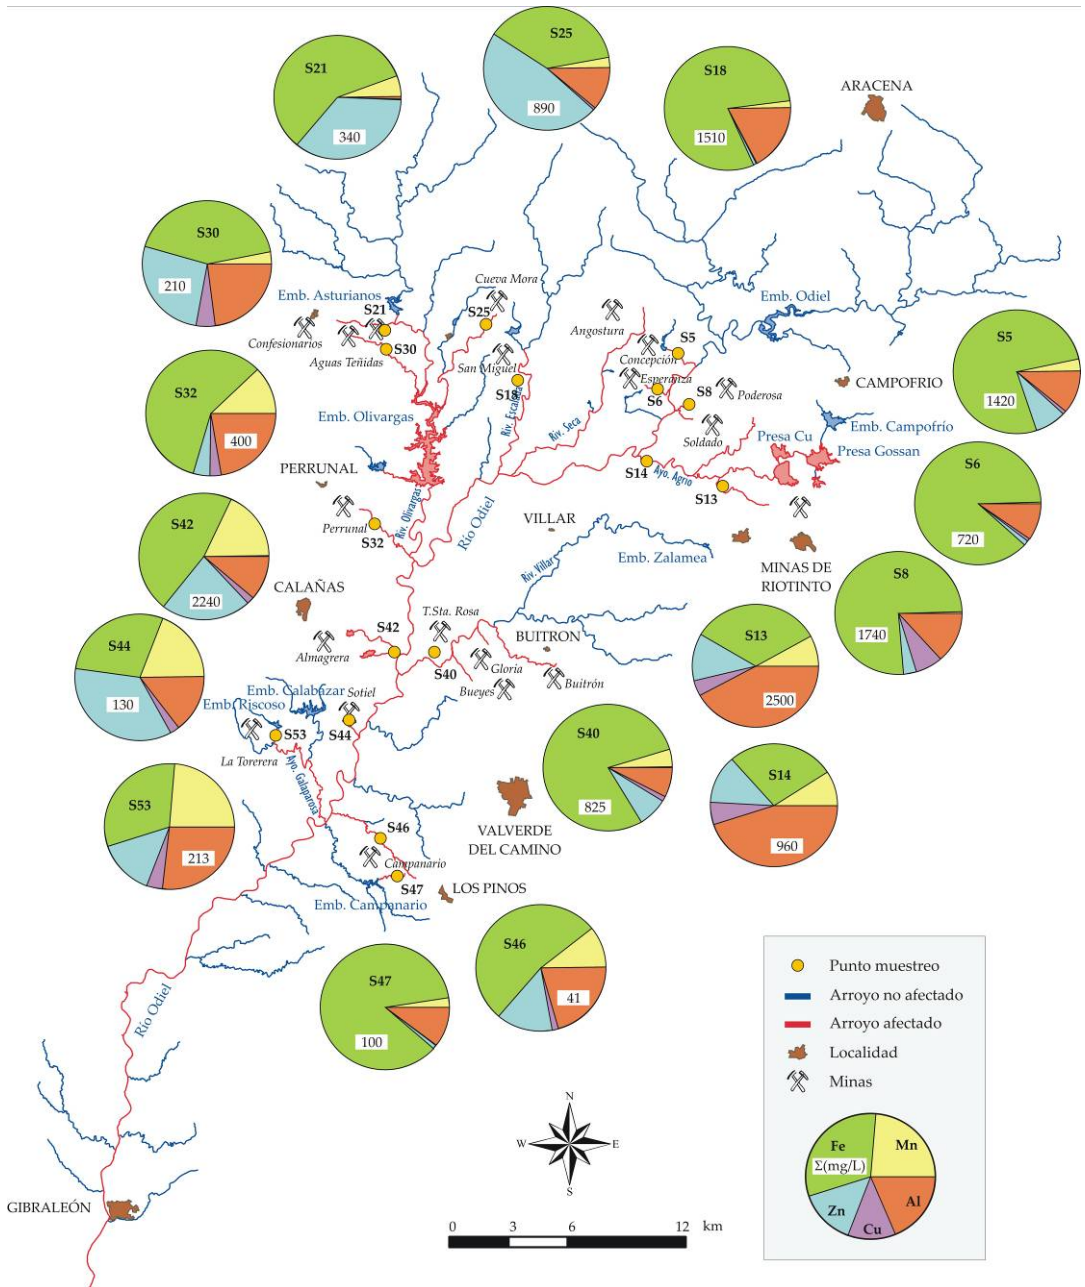 S25
S21
S18
ARACENA
890
340
1510
S30
210
Cueva Mora
Emb. Asturianos
Emb. Odiel
S21
S25
Angostura
S5
S5
Confesionarios
Aguas Teñidas
S30
San Miguel
Concepción
Esperanza
CAMPOFRIO
S32
S18
S6
S8
Poderosa
1420
Emb. Olivargas
Riv. Escalada
Riv. Seca
Emb. Campofrío
400
Soldado
Presa Cu
Presa Gossan
PERRUNAL
S14
Ayo. Agrio
S13
S6
Riv. Olivargas
Río Odiel
S42
Perrunal
S32
VILLAR
720
Emb. Zalamea
MINAS DE
RIOTINTO
Riv. Villar
S8
2240
CALAÑAS
T.Sta. Rosa
S42
BUITRON
S13
1740
S44
Almagrera
S40
Gloria
Bueyes
Buitrón
130
Emb. Calabazar
Sotiel
2500
Emb. Riscoso
S53
S44
S40
La Torerera
Ayo. Galaparosa
S14
S53
S46
825
VALVERDE
DEL CAMINO
960
213
Campanario
S47
LOS PINOS
Emb. Campanario
S46
S47
41
Punto muestreo
Río Odiel
Arroyo no afectado
100
Arroyo afectado
Localidad
Minas
N
W
E
S
Fe
Mn
Σ(mg/L)
Zn
Al
Cu
GIBRALEÓN
0
3
6
12
km